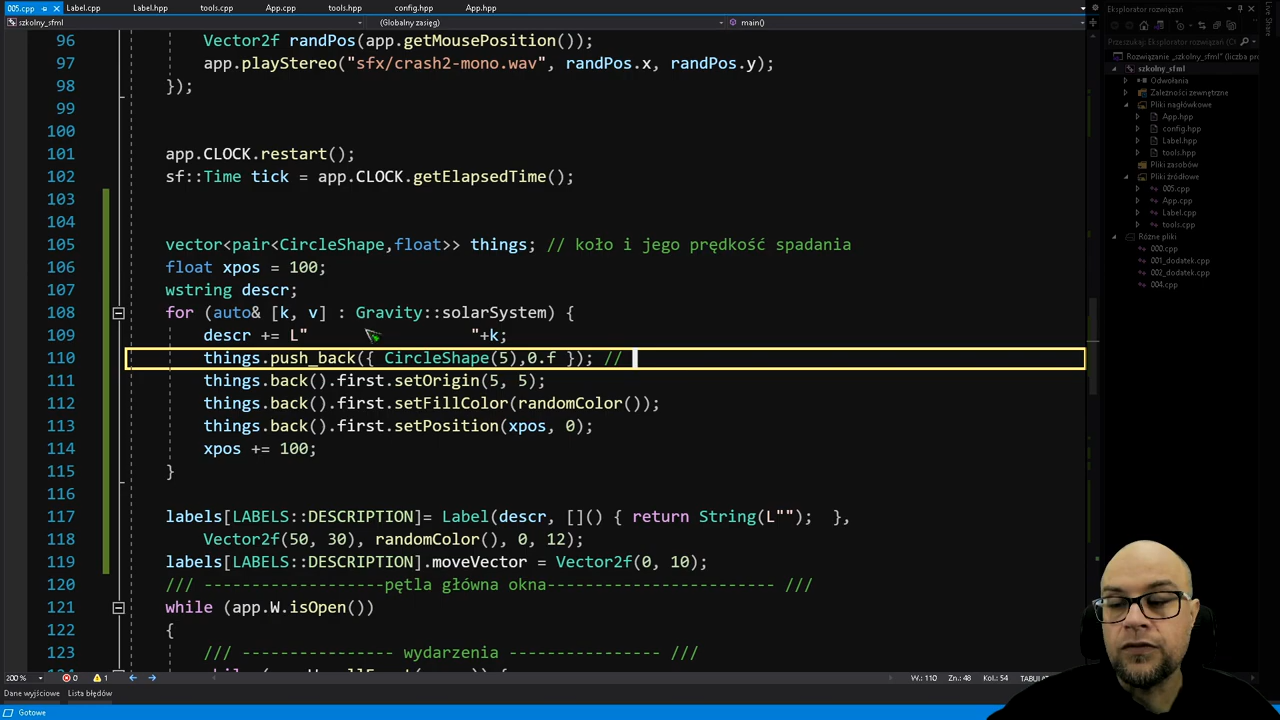 005.cpp Label.cpp Label.hpp tools.cpp App.cpp tools.hpp config.hpp App.hpp
szkolny_sfml (Globalny zasięg) main()
96 Vector2f randPos(app.getMousePosition());
97 app.playStereo("sfx/crash2-mono.wav", randPos.x, randPos.y);
98 });
99
100
101 app.CLOCK.restart();
102 sf::Time tick = app.CLOCK.getElapsedTime();
103
104
105 vector<pair<CircleShape,float>> things; // koło i jego prędkość spadania
106 float xpos = 100;
107 wstring descr;
108 for (auto& [k, v] : Gravity::solarSystem) {
109 descr += L"                "+k;
110 things.push_back({ CircleShape(5),0.f }); //
111 things.back().first.setOrigin(5, 5);
112 things.back().first.setFillColor(randomColor());
113 things.back().first.setPosition(xpos, 0);
114 xpos += 100;
115 }
116
117 labels[LABELS::DESCRIPTION]= Label(descr, []() { return String(L""); },
118 Vector2f(50, 30), randomColor(), 0, 12);
119 labels[LABELS::DESCRIPTION].moveVector = Vector2f(0, 10);
120 /// -------------------pętla główna okna------------------------ ///
121 while (app.W.isOpen())
122 {
123 /// ---------------- wydarzenia ---------------- ///
200 % 0 1 W.: 110 Zn.: 48 Kol.: 54
Dane wyjściowe Lista błędów
Gotowe
Eksplorator rozwiązań
Live Share
Przeszukaj: Eksplorator rozwiązań
Rozwiązanie „szkolny_sfml" (liczba pro
szkolny_sfml
Odwołania
Zależności zewnętrzne
Pliki nagłówkowe
App.hpp
config.hpp
Label.hpp
tools.hpp
Pliki zasobów
Pliki źródłowe
005.cpp
App.cpp
Label.cpp
tools.cpp
Różne pliki
000.cpp
001_dodatek.cpp
002_dodatek.cpp
004.cpp